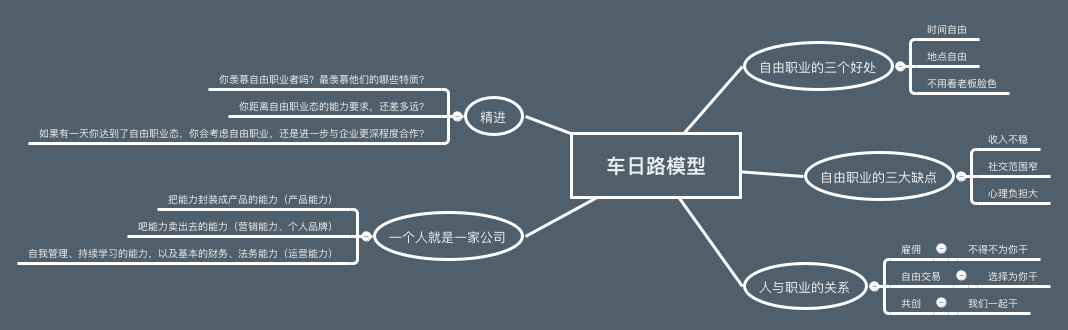 车日路模型
自由职业的三个好处
时间自由
地点自由
不用看老板脸色
自由职业的三大缺点
收入不稳
社交范围窄
心理负担大
人与职业的关系
雇佣
不得不为你干
自由交易
选择为你干
共创
我们一起干
精进
你羡慕自由职业者吗？最羡慕他们的哪些特质？
你距离自由职业态的能力要求，还差多远？
如果有一天你达到了自由职业态，你会考虑自由职业，还是进一步与企业更深程度合作？
一个人就是一家公司
把能力封装成产品的能力（产品能力）
吧能力卖出去的能力（营销能力、个人品牌）
自我管理、持续学习的能力，以及基本的财务、法务能力（运营能力）